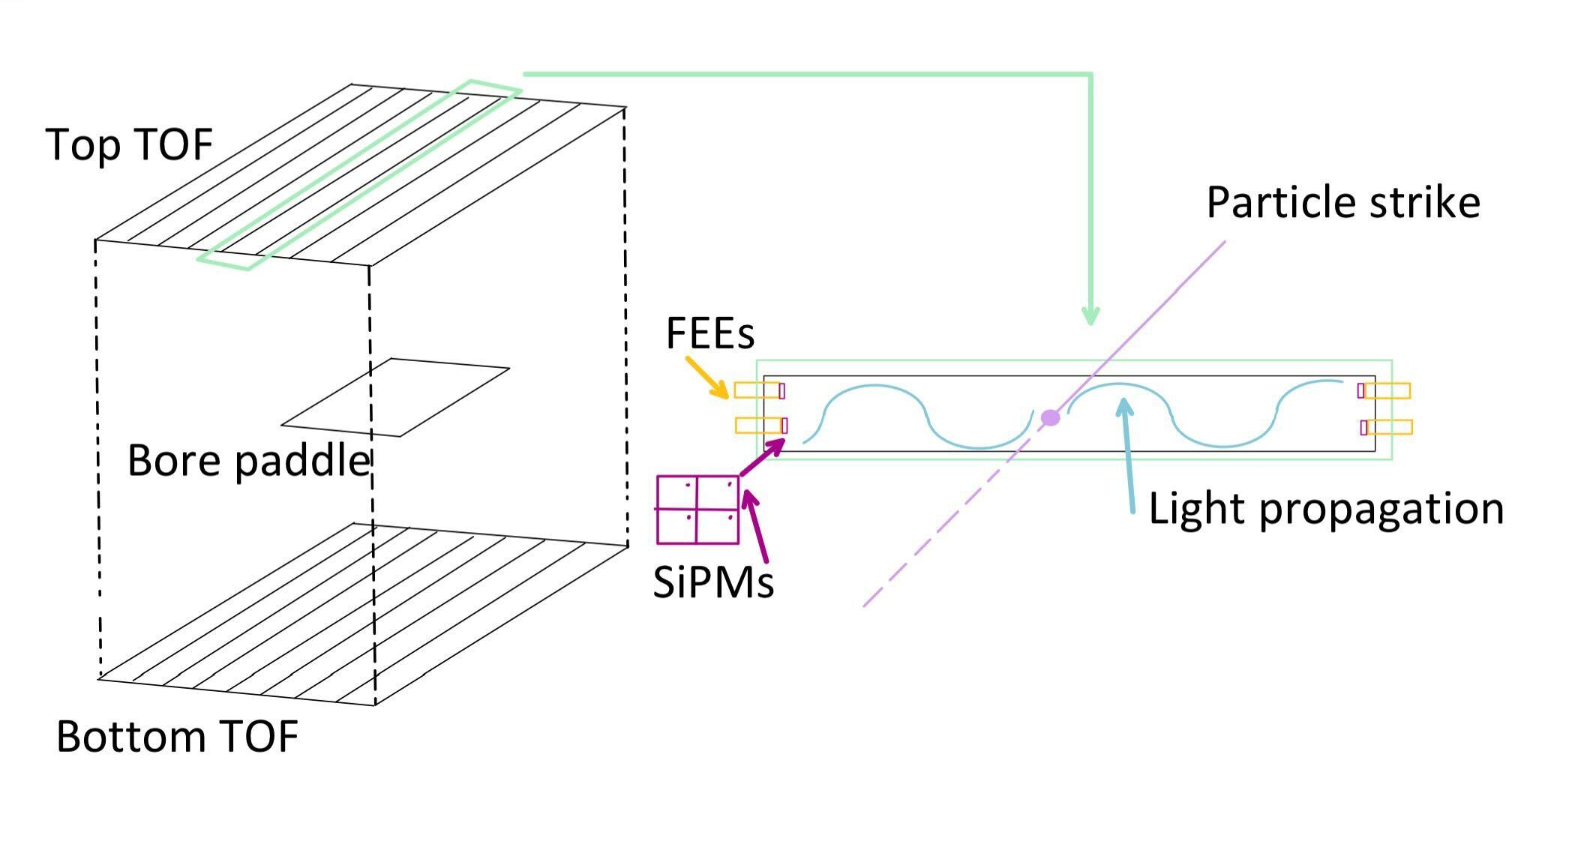 Top TOF
Particle strike
FEEs
Bore paddle
Light propagation
SiPMs
Bottom TOF